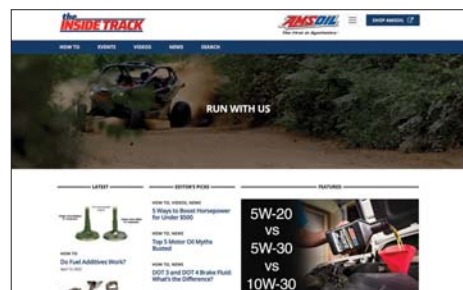 the
INSIDE TRACK
AMSOIL
The First in Synthetics
SHOP AMSOIL
HOW TO
EVENTS
VIDEOS
NEWS
SEARCH
RUN WITH US
LATEST
HOW TO
Do Fuel Additives Work?
EDITOR'S PICKS
HOW TO, VIDEOS, NEWS
5 Ways to Boost Horsepower
for Under $500
HOW TO, NEWS
Top 5 Motor Oil Myths
Busted
HOW TO, NEWS
DOT 3 and DOT 4 Brake Fluid:
What's the Difference?
FEATURED
5W-20
vs
5W-30
vs
10W-30